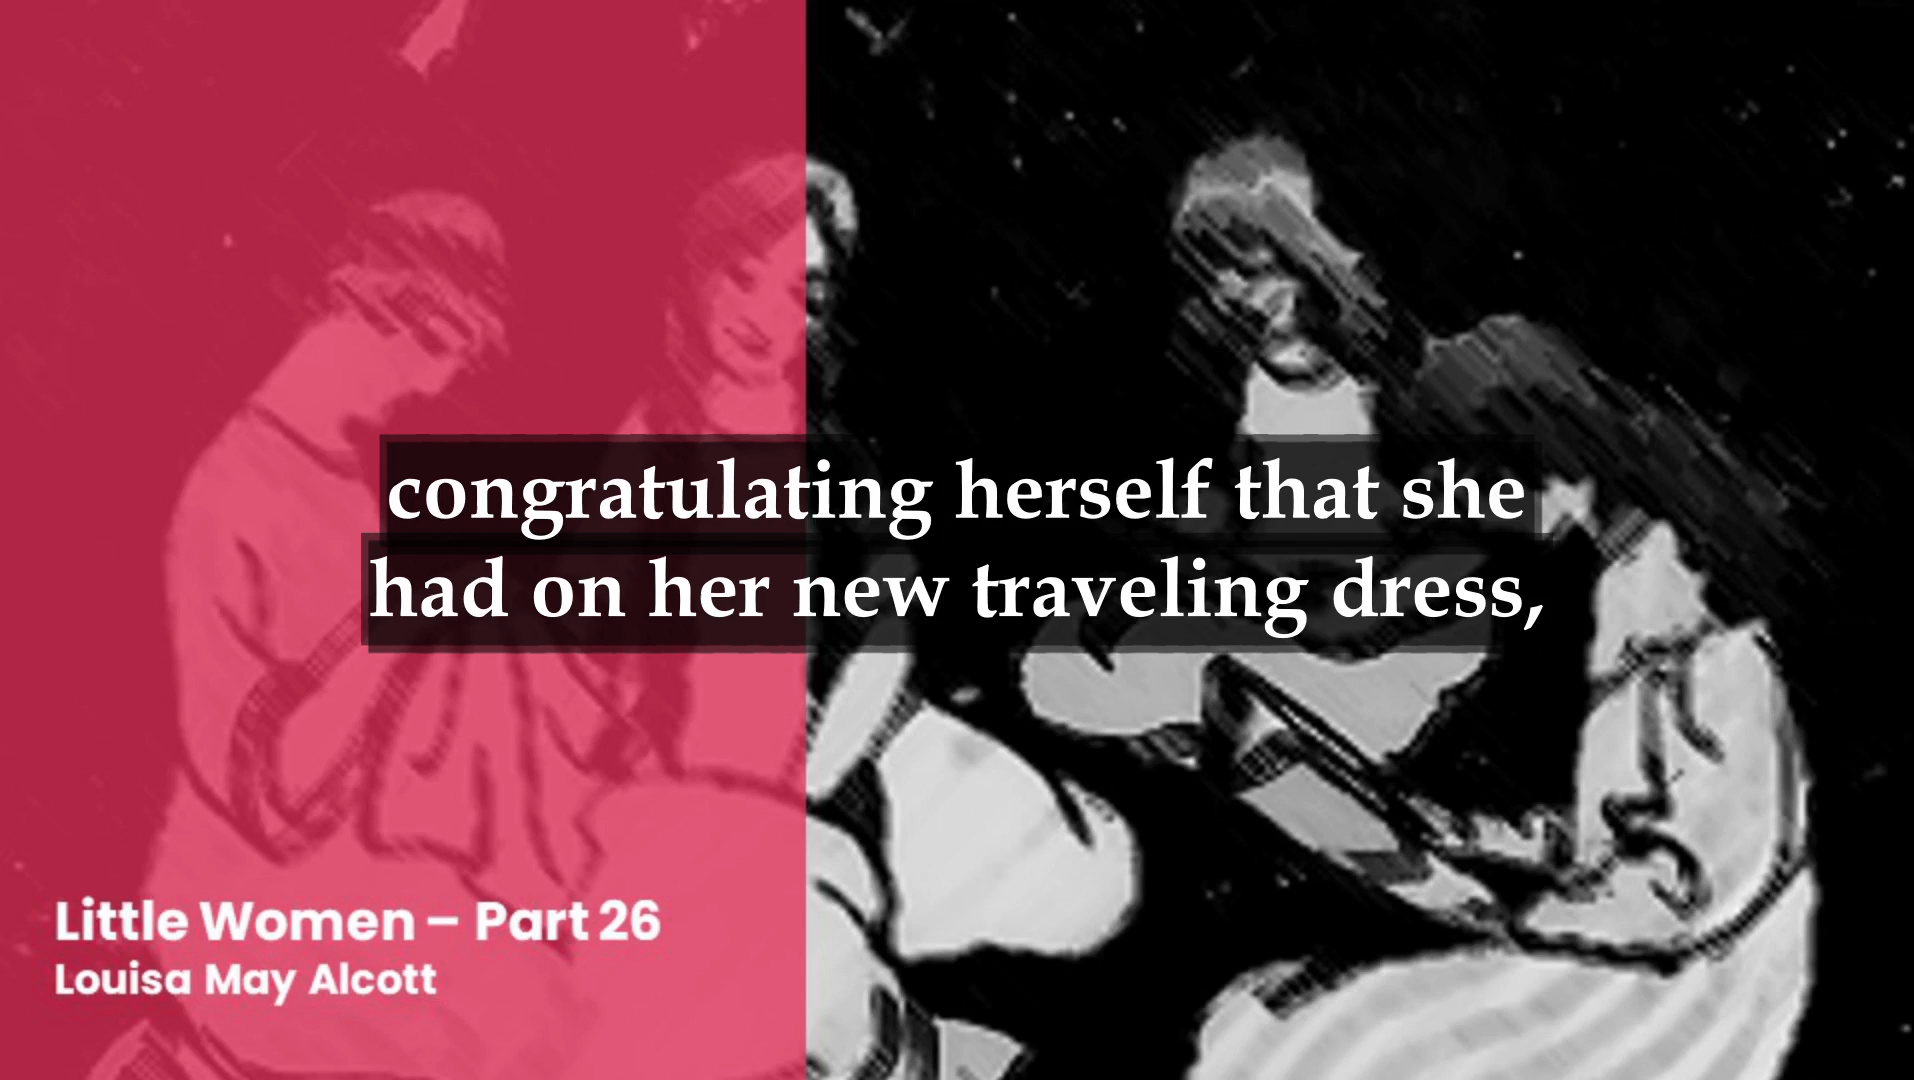 congratulating herself that she
had on her new traveling dress,
Little Women – Part 26
Louisa May Alcott